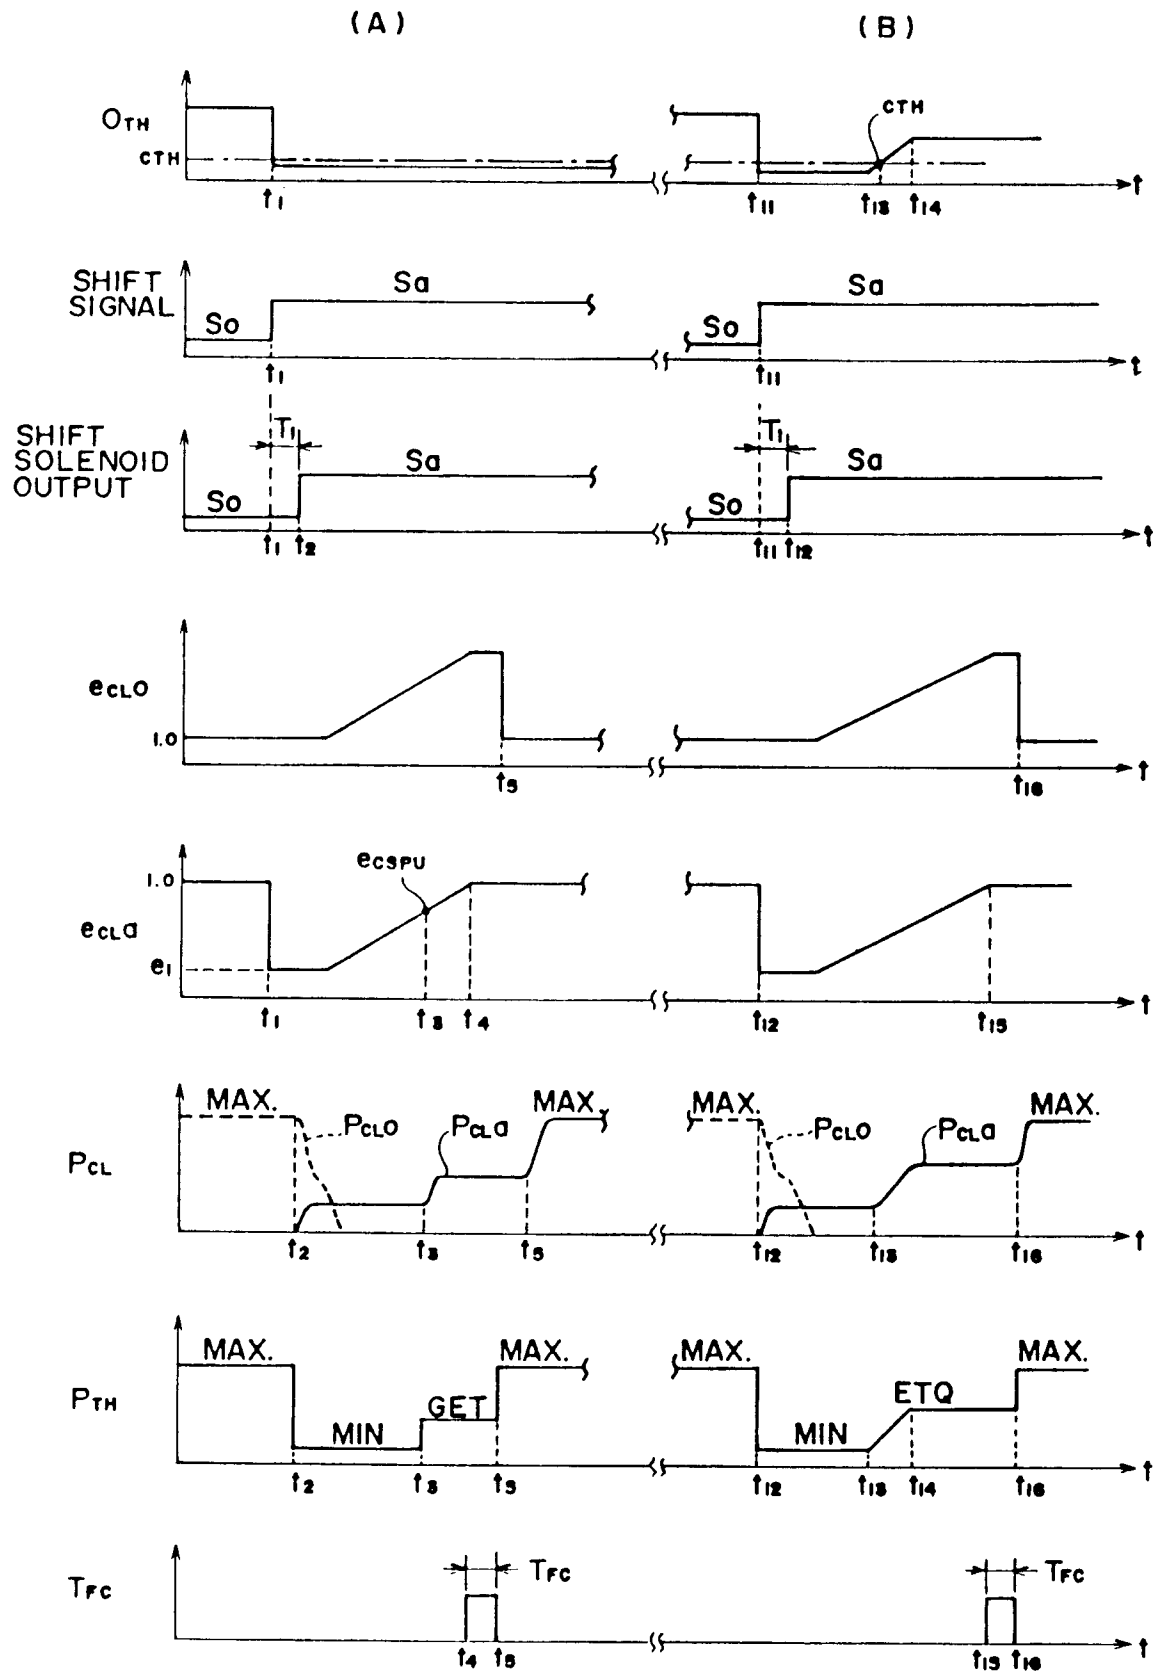 (A) (B)
OTH CTH
CTH
t1 t11 t13 t14 t
SHIFT
SIGNAL
So Sa So Sa
t1 t11 t
SHIFT
SOLENOID
OUTPUT
T1 T1
So Sa So Sa
t1 t2 t11 t12 t
eCLO
1.0
t5 t16 t
eCSPU
1.0
eCLa
e1
t1 t3 t4 t12 t15 t
MAX. PCLO PCLa MAX. MAX. PCLO PCLa MAX.
PCL
t2 t3 t5 t12 t13 t16 t
MAX. MAX. MAX. MAX.
PTH
MIN GET MIN ETQ
t2 t3 t5 t12 t13 t14 t16 t
TFC TFC TFC
t4 t5 t15 t16 t